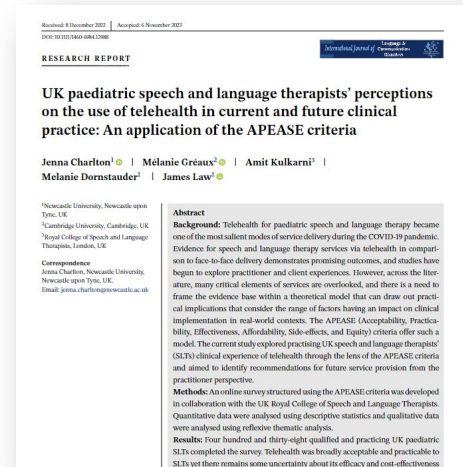 Received: 8 December 2022 | Accepted: 6 November 2023
DOI: 10.1111/1460-6984.12988
RESEARCH REPORT
International Journal of Language & Communication Disorders
UK paediatric speech and language therapists' perceptions
on the use of telehealth in current and future clinical
practice: An application of the APEASE criteria
Jenna Charlton¹ | Mélanie Gréaux² | Amit Kulkarni³ |
Melanie Dornstauder¹ | James Law¹
¹Newcastle University, Newcastle upon
Tyne, UK
²Cambridge University, Cambridge, UK
³Royal College of Speech and Language
Therapists, London, UK
Correspondence
Jenna Charlton, Newcastle University,
Newcastle upon Tyne, UK.
Email: jenna.charlton@newcastle.ac.uk
Abstract
Background: Telehealth for paediatric speech and language therapy became
one of the most salient modes of service delivery during the COVID-19 pandemic.
Evidence for speech and language therapy services via telehealth in compari-
son to face-to-face delivery demonstrates promising outcomes, and studies have
begun to explore practitioner and client experiences. However, across the liter-
ature, many critical elements of services are overlooked, and there is a need to
frame the evidence base within a theoretical model that can draw out practi-
cal implications that consider the range of factors having an impact on clinical
implementation in real-world contexts. The APEASE (Acceptability, Practica-
bility, Effectiveness, Affordability, Side-effects, and Equity) criteria offer such a
model. The current study explored practising UK speech and language therapists'
(SLTs) clinical experience of telehealth through the lens of the APEASE criteria
and aimed to identify recommendations for future service provision from the
practitioner perspective.
Methods: An online survey structured using the APEASE criteria was developed
in collaboration with the UK Royal College of Speech and Language Therapists.
Quantitative data were analysed using descriptive statistics and qualitative data
were analysed using reflexive thematic analysis.
Results: Four hundred and thirty-eight qualified and practicing UK paediatric
SLTs completed the survey. Telehealth was broadly acceptable and practicable to
SLTs yet there remains some uncertainty about its efficacy and cost-effectiveness